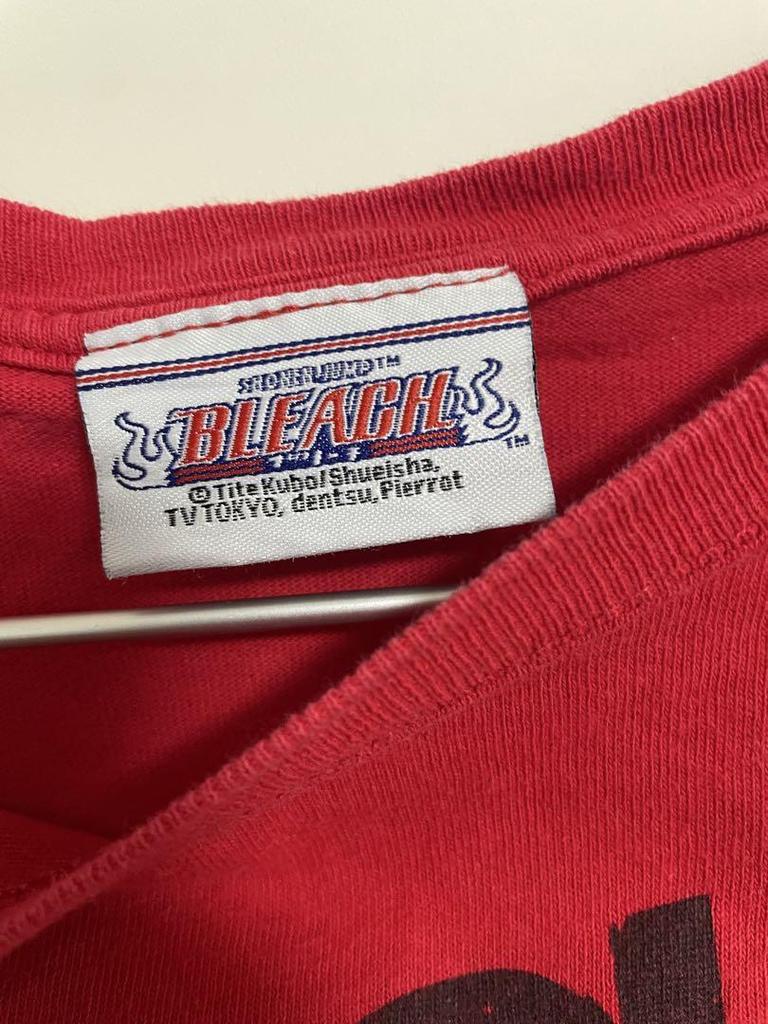 SHONEN JUMP™
BLEACH
™
©Tite Kubo/Shueisha,
TV TOKYO, dentsu, Pierrot